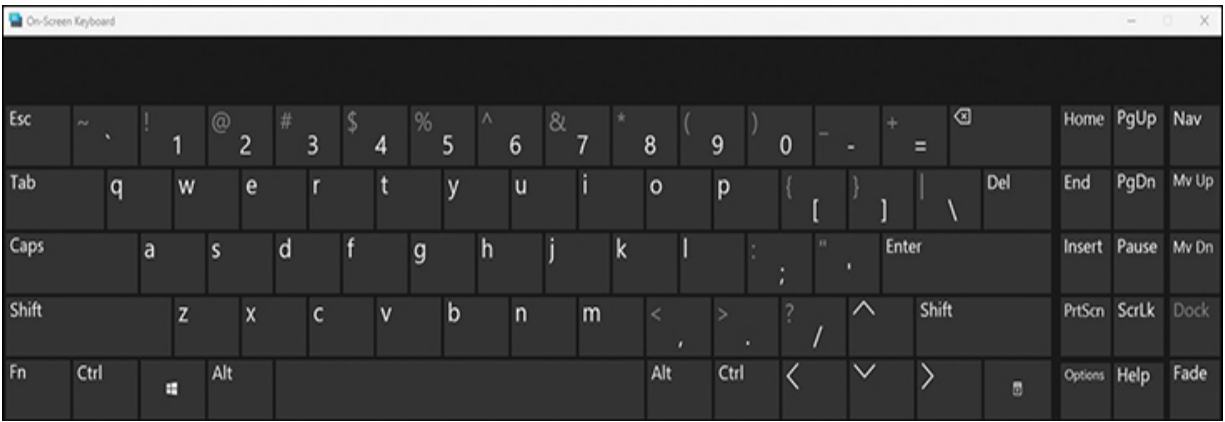 On-Screen Keyboard
Esc ~ ` ! 1 @ 2 # 3 $ 4 % 5 ^ 6 & 7 * 8 ( 9 ) 0 _ - + = Home PgUp Nav
Tab q w e r t y u i o p { [ } ] | \ Del End PgDn Mv Up
Caps a s d f g h j k l : ; " ' Enter Insert Pause Mv Dn
Shift z x c v b n m < , > . ? / Shift PrtScn ScrLk Dock
Fn Ctrl Alt Alt Ctrl Options Help Fade